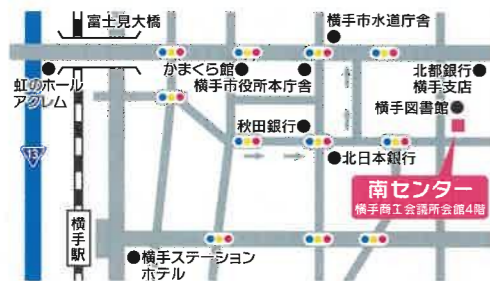 富士見大橋
横手市水道庁舎
かまくら館
横手市役所本庁舎
北都銀行
横手支店
虹のホール
アクレム
横手図書館
秋田銀行
13
北日本銀行
南センター
横手商工会議所会館4階
横手駅
横手ステーション
ホテル